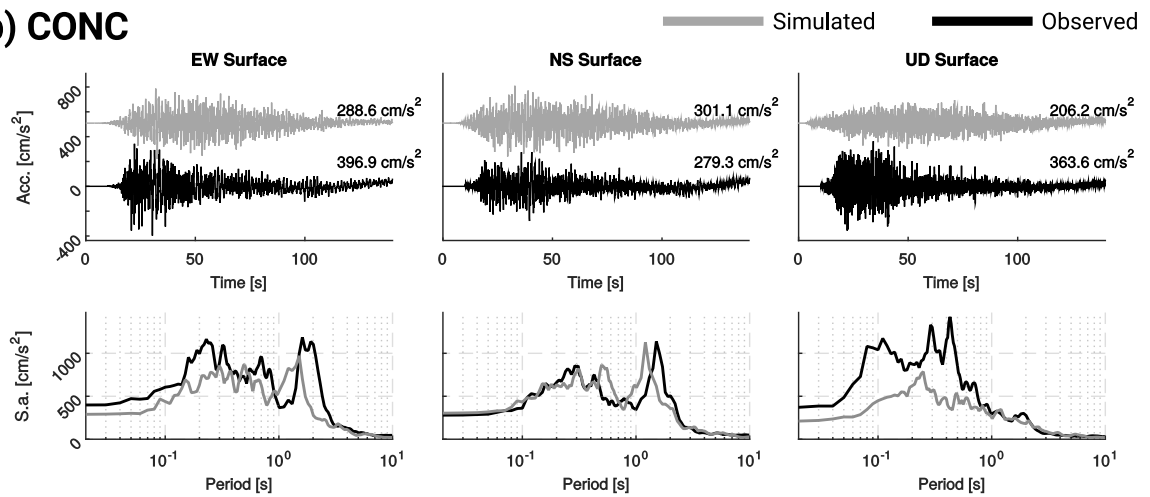 ) CONC
Simulated
Observed
EW Surface
NS Surface
UD Surface
Acc. [cm/s²]
800
400
0
-400
288.6 cm/s²
396.9 cm/s²
301.1 cm/s²
279.3 cm/s²
206.2 cm/s²
363.6 cm/s²
0 50 100
0 50 100
0 50 100
Time [s]
Time [s]
Time [s]
S.a. [cm/s²]
1000
500
0
10⁻¹ 10⁰ 10¹
10⁻¹ 10⁰ 10¹
10⁻¹ 10⁰ 10¹
Period [s]
Period [s]
Period [s]